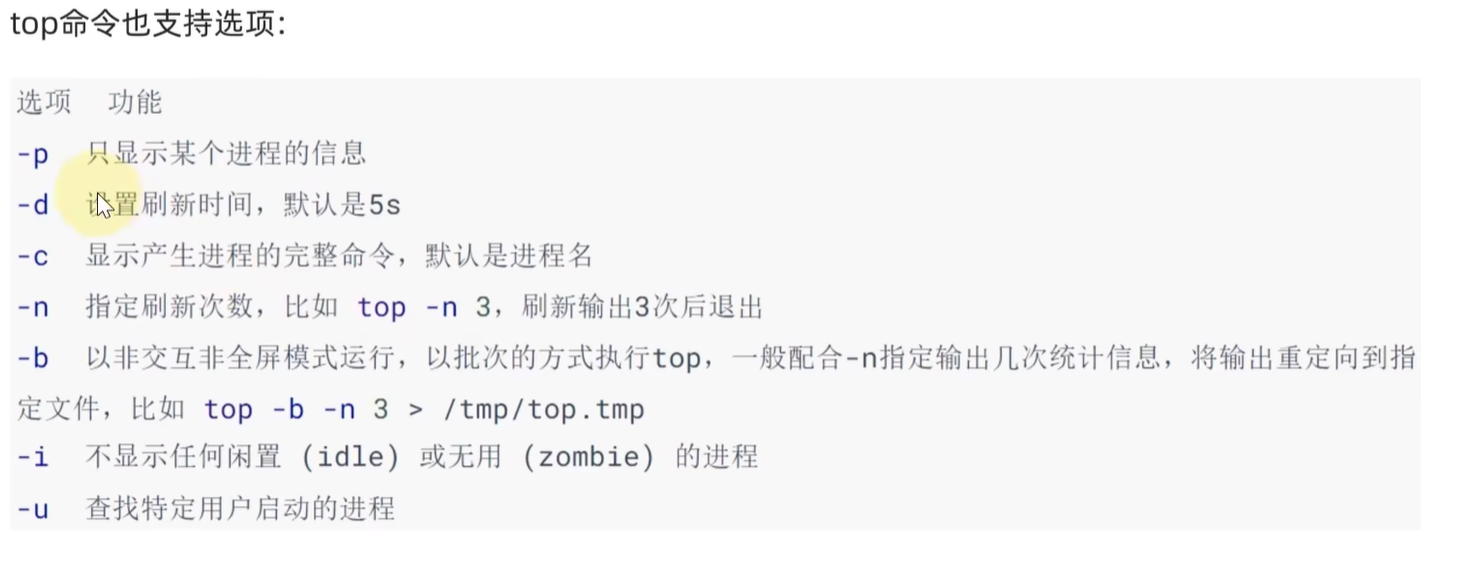 top命令也支持选项:
选项 功能
-p 只显示某个进程的信息
-d 设置刷新时间，默认是5s
-c 显示产生进程的完整命令，默认是进程名
-n 指定刷新次数，比如 top -n 3，刷新输出3次后退出
-b 以非交互非全屏模式运行，以批次的方式执行top，一般配合-n指定输出几次统计信息，将输出重定向到指
定文件，比如 top -b -n 3 > /tmp/top.tmp
-i 不显示任何闲置 (idle) 或无用 (zombie) 的进程
-u 查找特定用户启动的进程